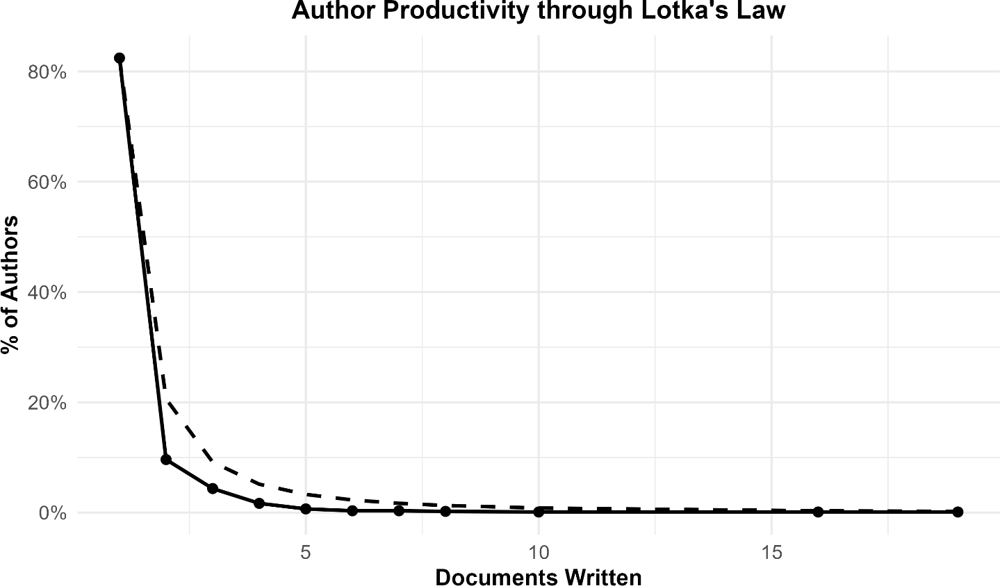 Author Productivity through Lotka's Law
% of Authors
80%
60%
40%
20%
0%
5
10
15
Documents Written